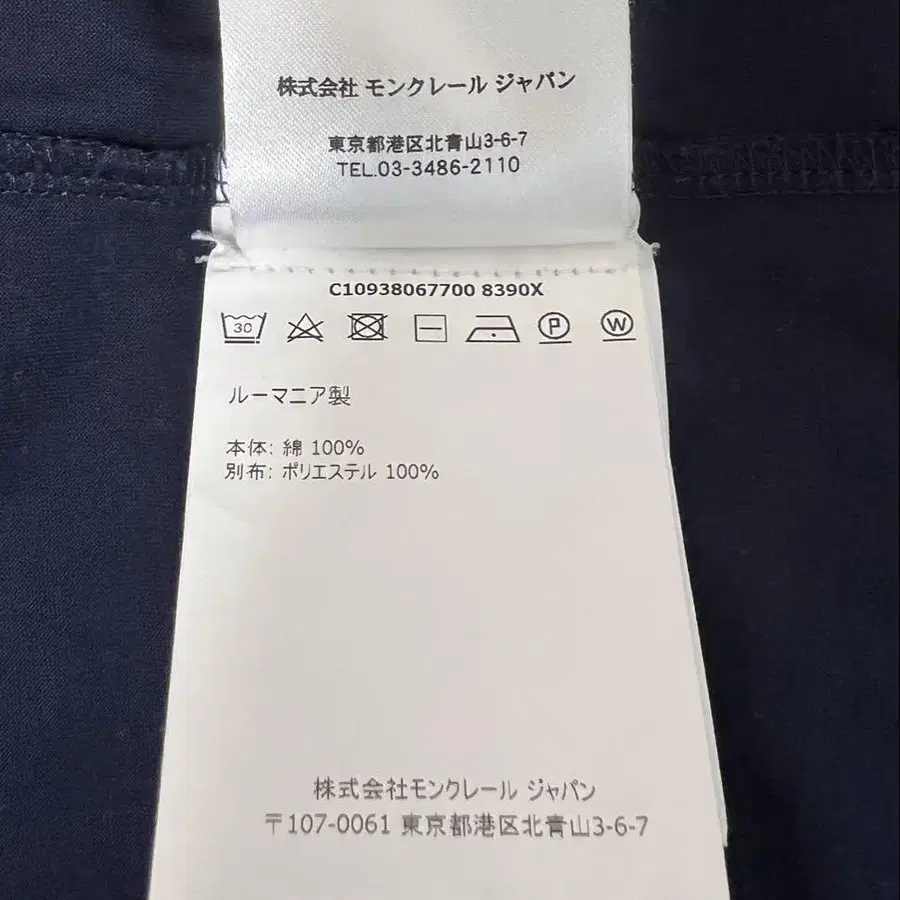 株式会社 モンクレール ジャパン
東京都港区北青山3-6-7
TEL.03-3486-2110
C10938067700 8390X
30 P W
ルーマニア製
本体: 綿 100%
別布: ポリエステル 100%
株式会社モンクレール ジャパン
〒107-0061 東京都港区北青山3-6-7